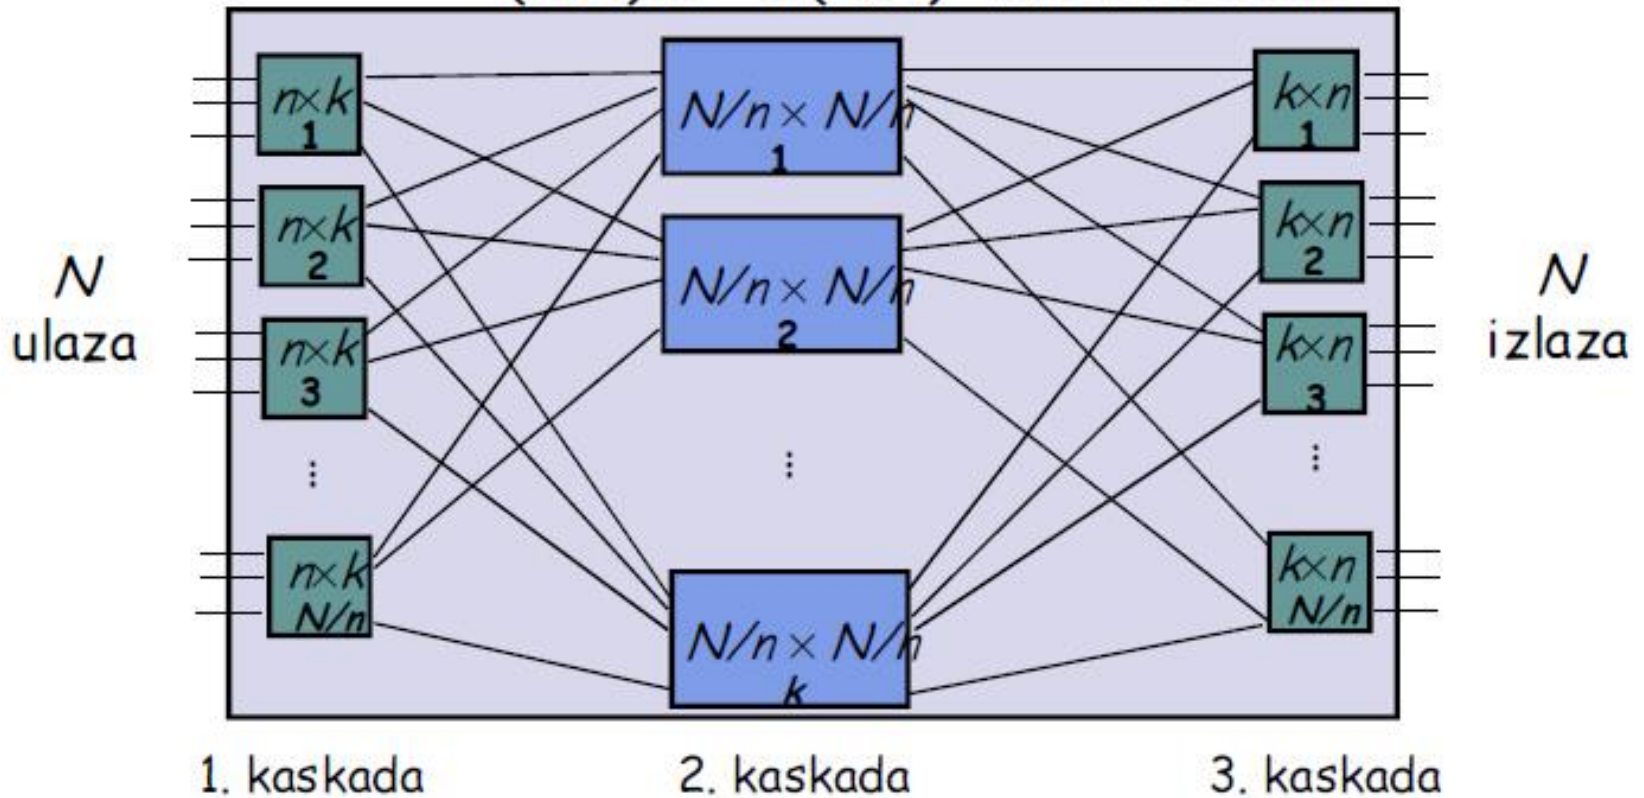 n×k
1
n×k
2
n×k
3
⋮
n×k
N/n
N
ulaza
N/n × N/n
1
N/n × N/n
2
⋮
N/n × N/n
k
k×n
1
k×n
2
k×n
3
⋮
k×n
N/n
N
izlaza
1. kaskada
2. kaskada
3. kaskada